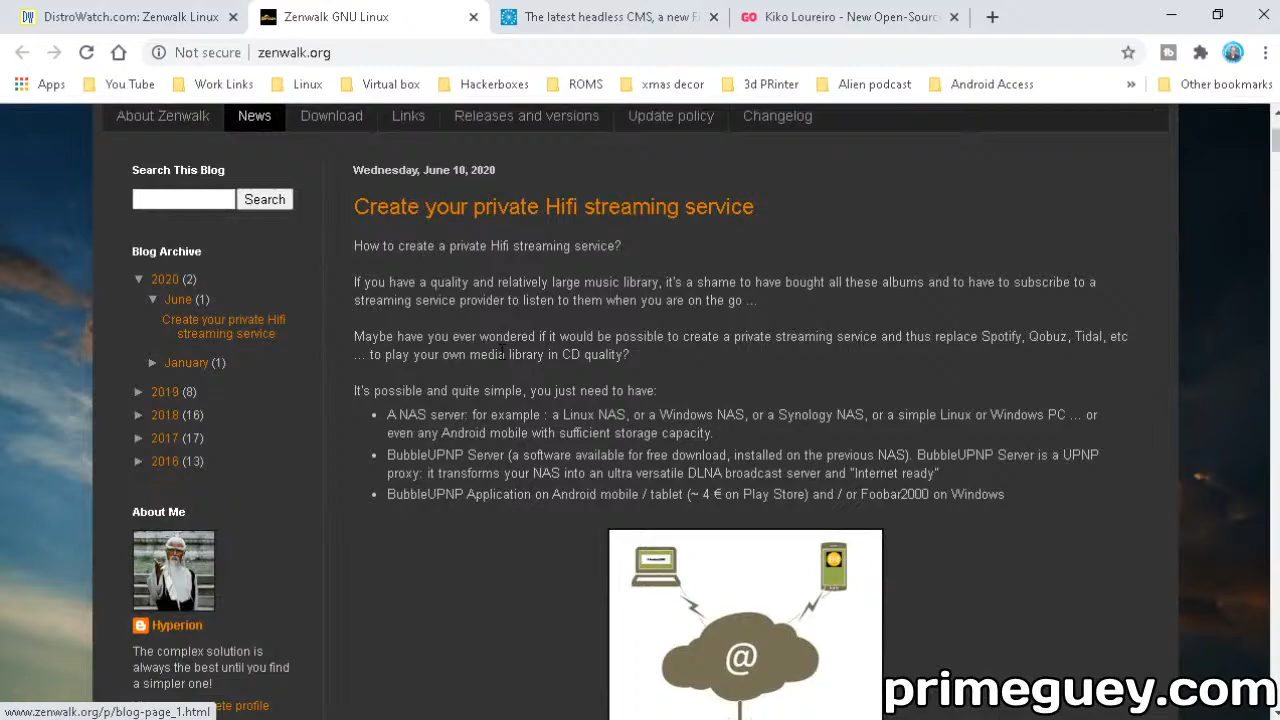 DistroWatch.com: Zenwalk Linux
Zenwalk GNU Linux
The latest headless CMS, a new F
Kiko Loureiro - New Open-Sourc
Not secure
zenwalk.org
Apps
You Tube
Work Links
Linux
Virtual box
Hackerboxes
ROMS
xmas decor
3d PRinter
Alien podcast
Android Access
»
Other bookmarks
About Zenwalk
News
Download
Links
Releases and versions
Update policy
Changelog
Search This Blog
Search
Blog Archive
▼ 2020 (2)
▼ June (1)
Create your private Hifi
streaming service
► January (1)
► 2019 (8)
► 2018 (16)
► 2017 (17)
► 2016 (13)
About Me
Hyperion
The complex solution is
always the best until you find
a simpler one!
ete profile
Wednesday, June 10, 2020
Create your private Hifi streaming service
How to create a private Hifi streaming service?
If you have a quality and relatively large music library, it's a shame to have bought all these albums and to have to subscribe to a
streaming service provider to listen to them when you are on the go ...
Maybe have you ever wondered if it would be possible to create a private streaming service and thus replace Spotify, Qobuz, Tidal, etc
... to play your own media library in CD quality?
It's possible and quite simple, you just need to have:
• A NAS server: for example : a Linux NAS, or a Windows NAS, or a Synology NAS, or a simple Linux or Windows PC ... or
even any Android mobile with sufficient storage capacity.
• BubbleUPNP Server (a software available for free download, installed on the previous NAS). BubbleUPNP Server is a UPNP
proxy: it transforms your NAS into an ultra versatile DLNA broadcast server and "Internet ready"
• BubbleUPNP Application on Android mobile / tablet (~ 4 € on Play Store) and / or Foobar2000 on Windows
@
www.zenwalk.org/p/blog-page_1.html
primeguey.com